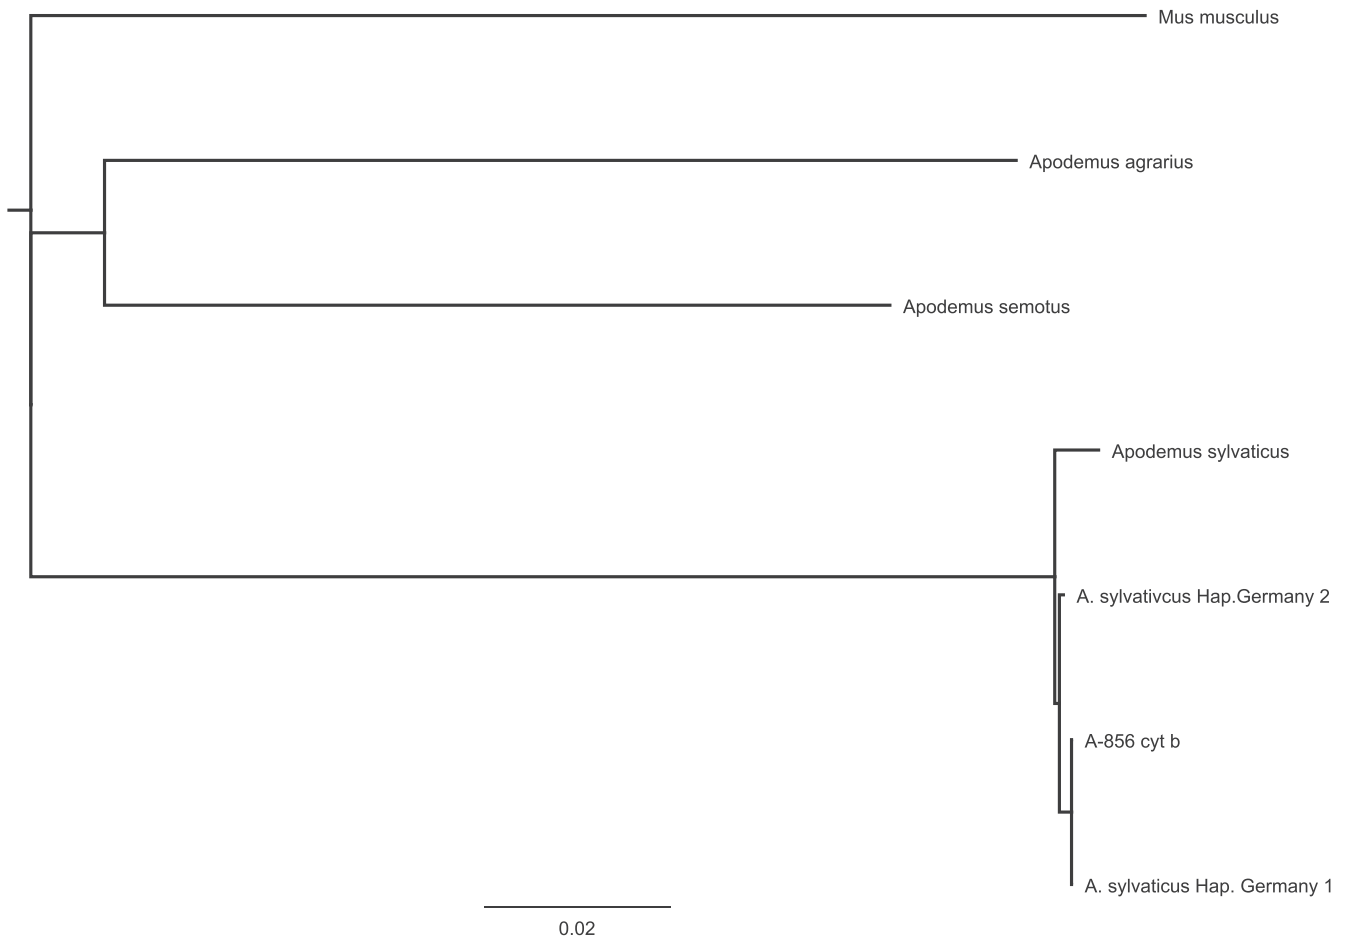 Mus musculus
Apodemus agrarius
Apodemus semotus
Apodemus sylvaticus
A. sylvativcus Hap.Germany 2
A-856 cyt b
A. sylvaticus Hap. Germany 1
0.02